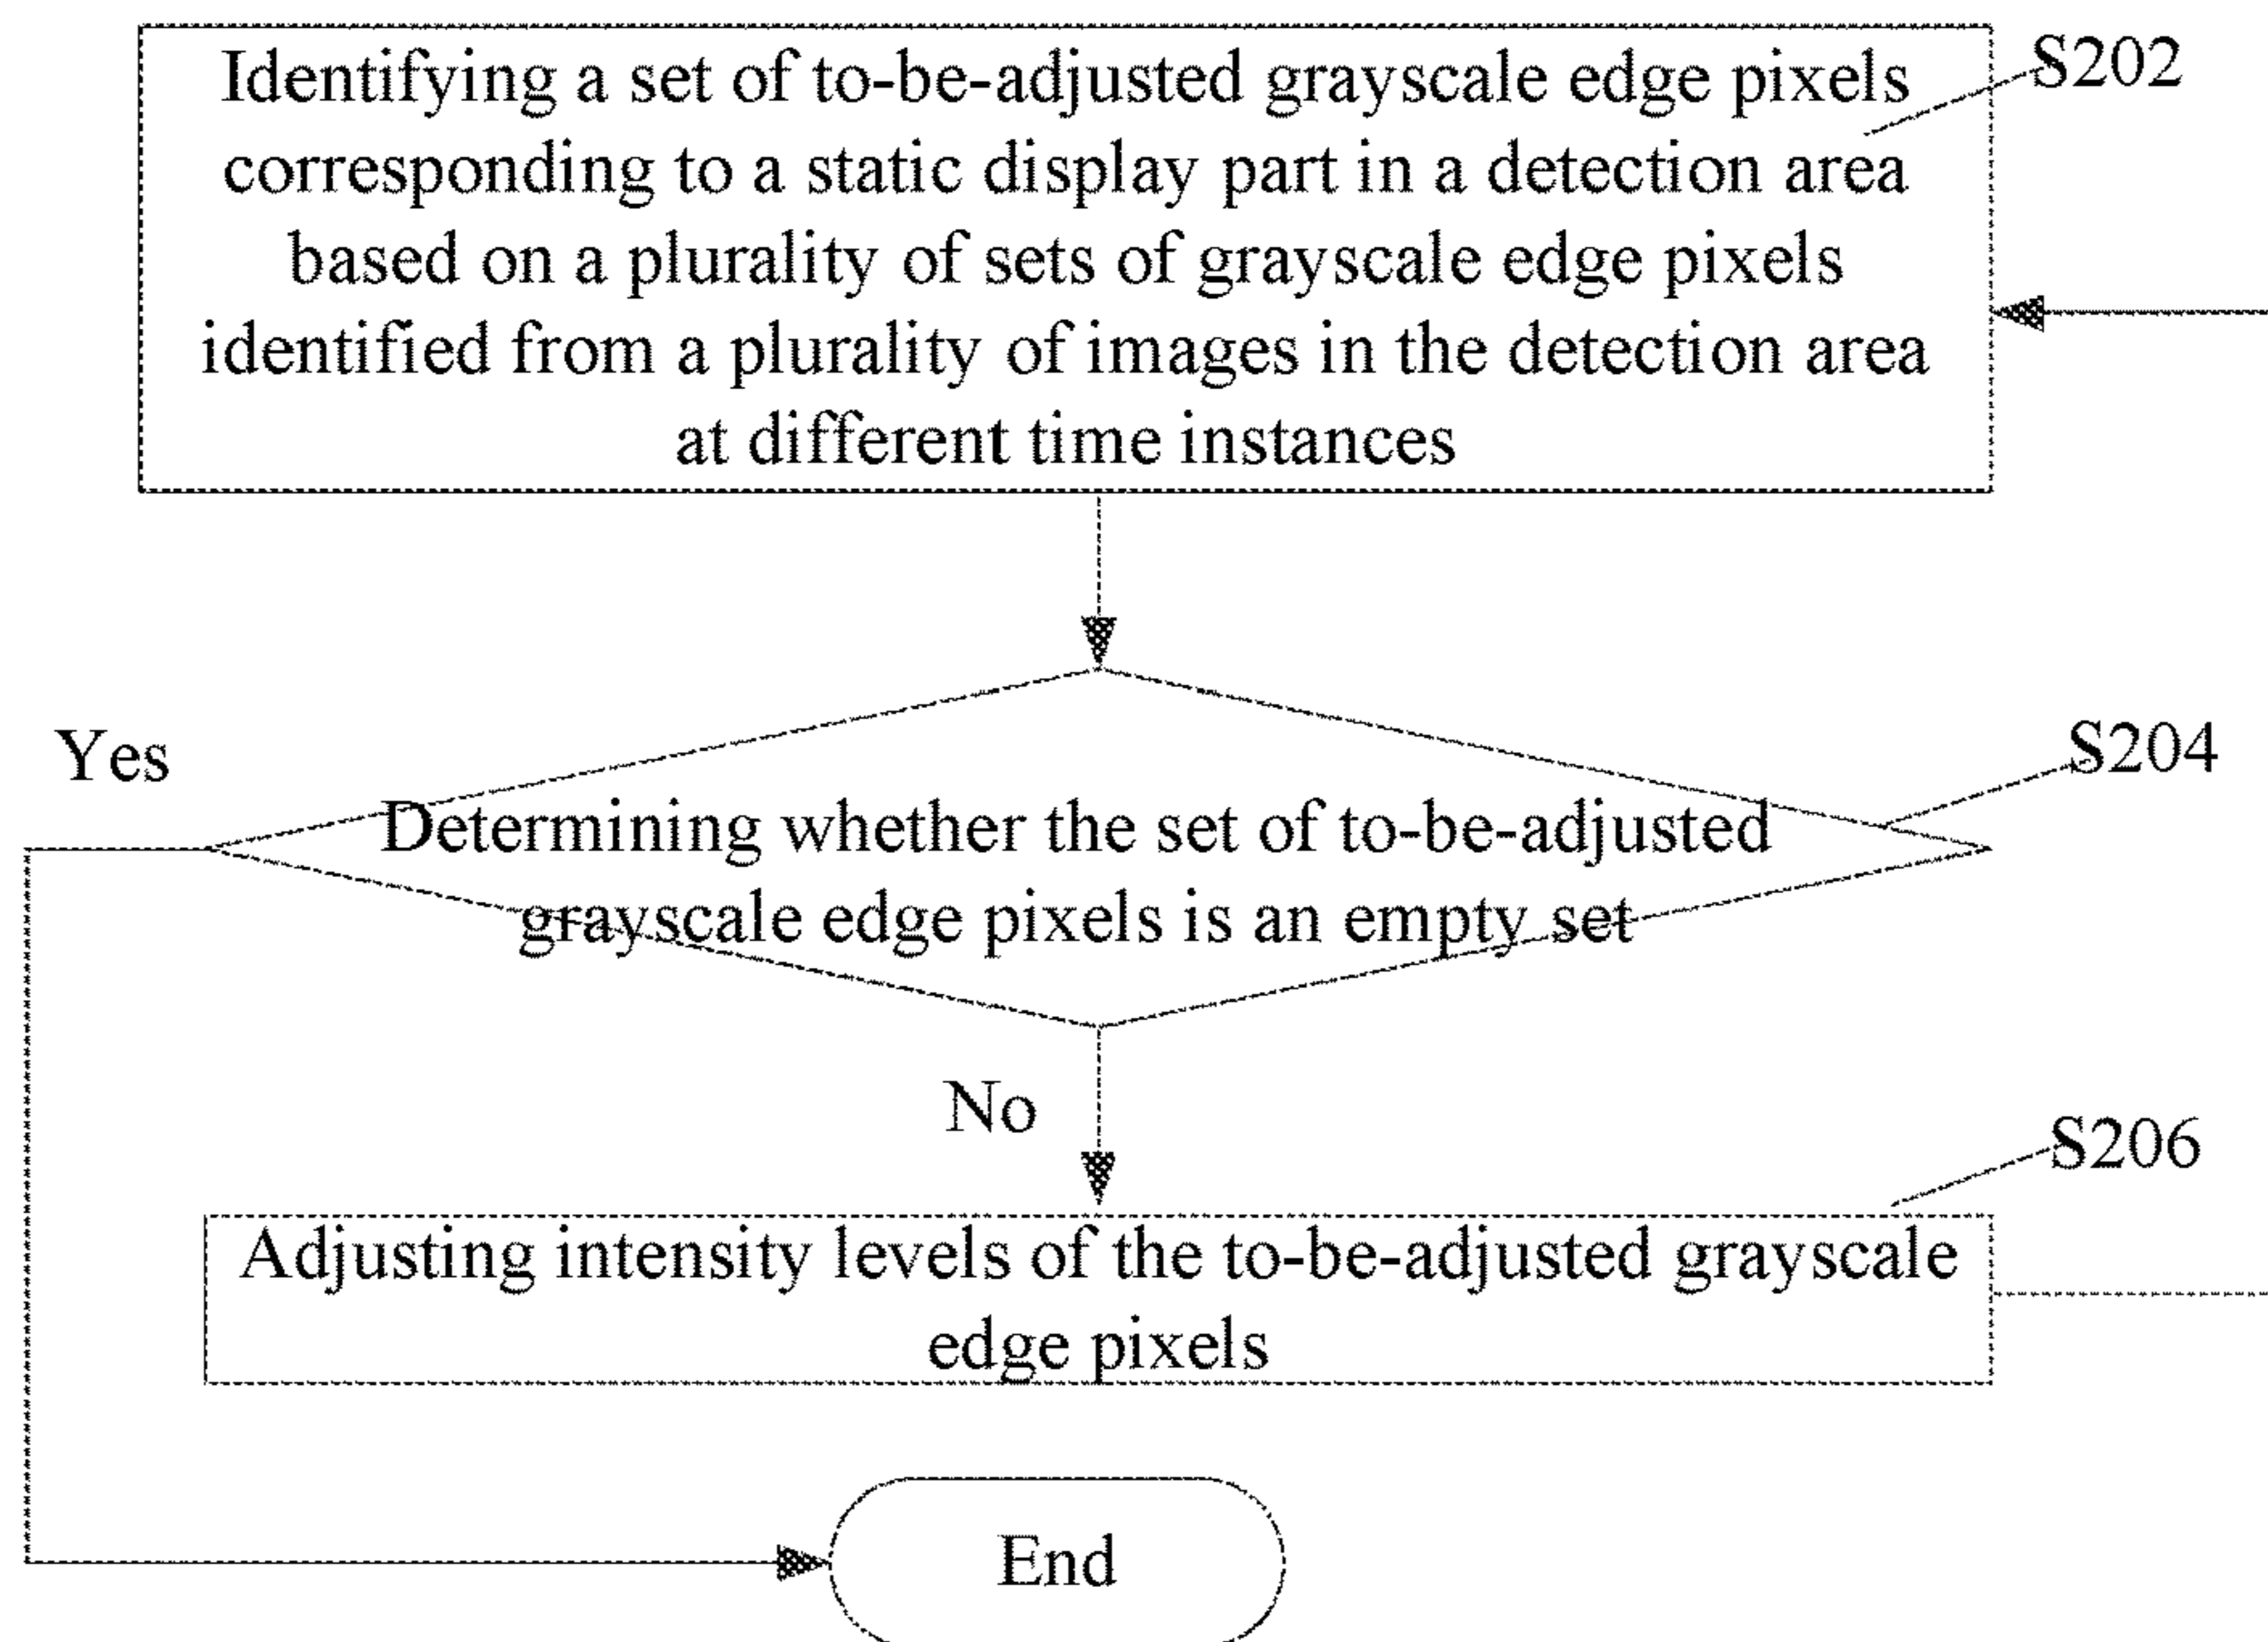 Identifying a set of to-be-adjusted grayscale edge pixels
S202
corresponding to a static display part in a detection area
based on a plurality of sets of grayscale edge pixels
identified from a plurality of images in the detection area
at different time instances
Yes
S204
Determining whether the set of to-be-adjusted
grayscale edge pixels is an empty set
No
S206
Adjusting intensity levels of the to-be-adjusted grayscale
edge pixels
End